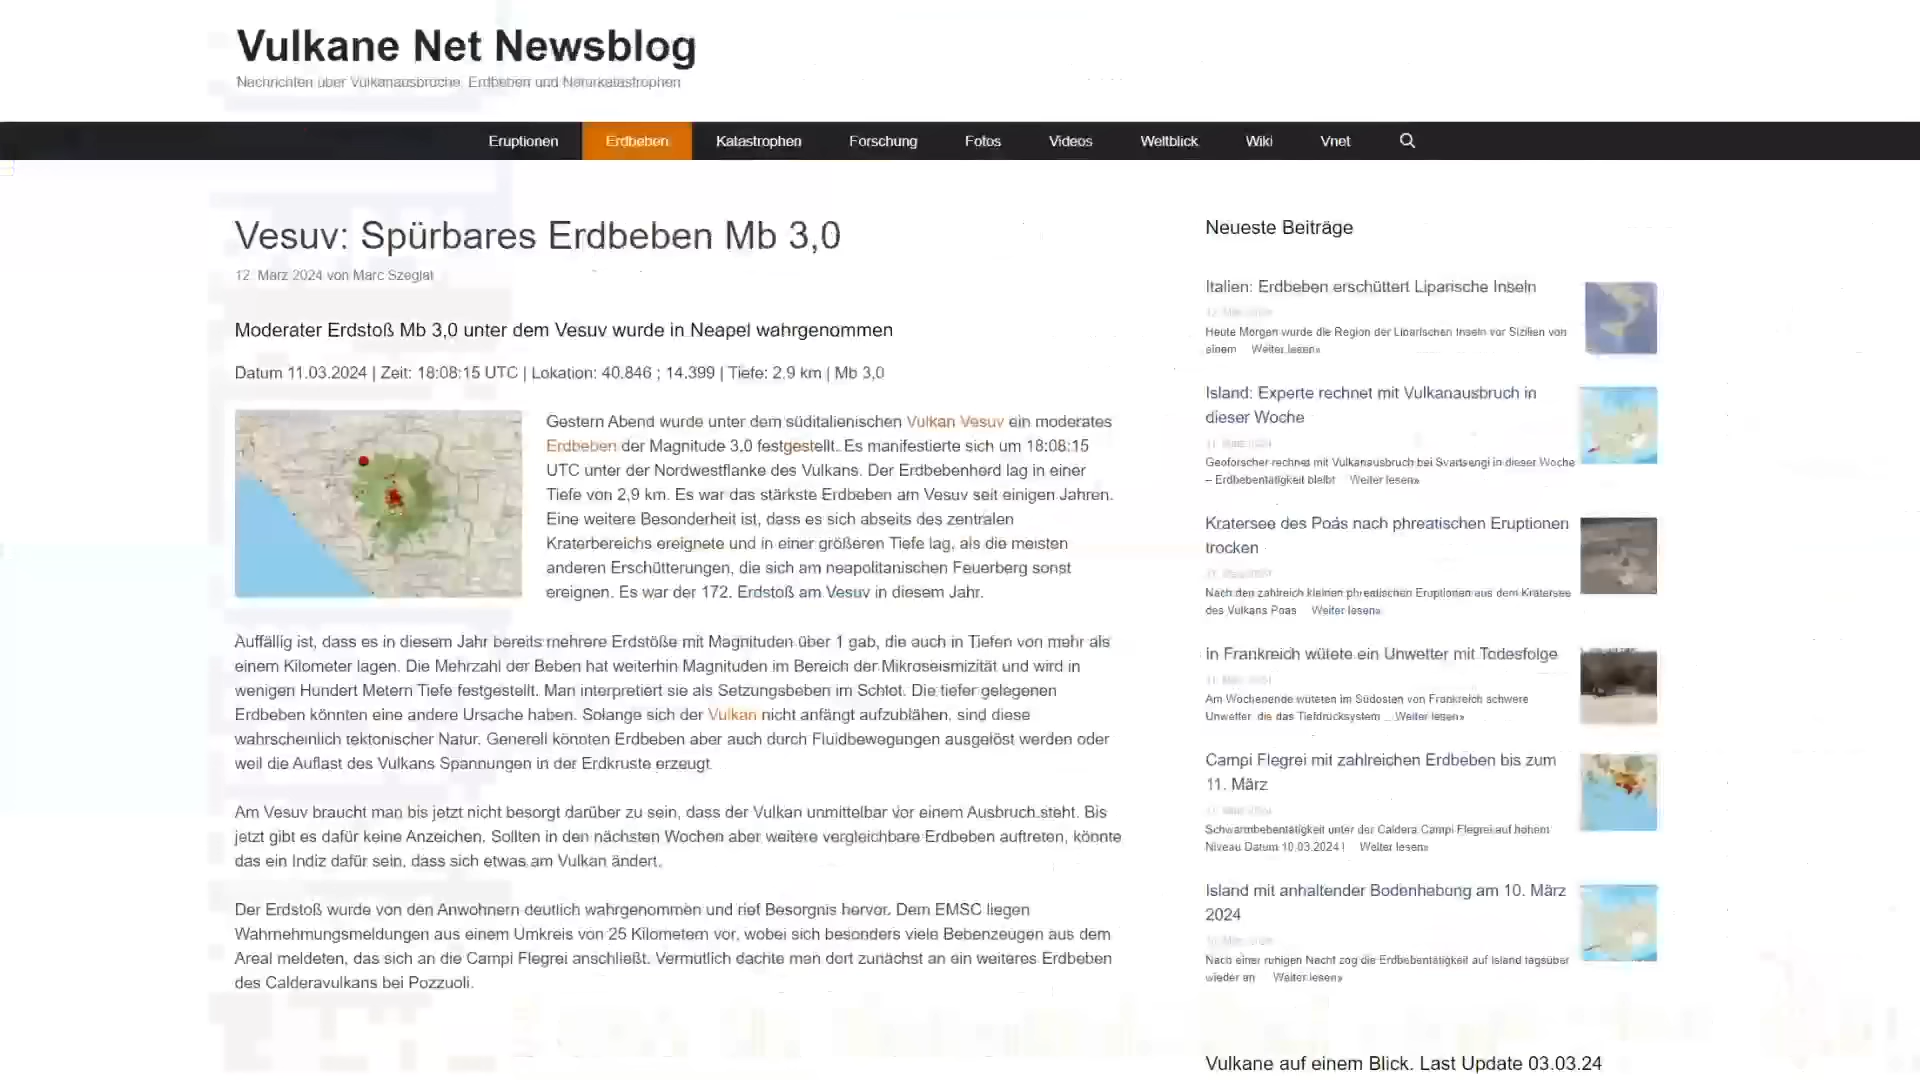 Vulkane Net Newsblog
Nachrichten über Vulkanausbrüche, Erdbeben und Naturkatastrophen
Eruptionen Erdbeben Katastrophen Forschung Fotos Videos Weltblick Wiki Vnet
Vesuv: Spürbares Erdbeben Mb 3,0
12. März 2024 von Marc Szeglat
Moderater Erdstoß Mb 3,0 unter dem Vesuv wurde in Neapel wahrgenommen
Datum 11.03.2024 | Zeit: 18:08:15 UTC | Lokation: 40.846 ; 14.399 | Tiefe: 2,9 km | Mb 3,0
Gestern Abend wurde unter dem süditalienischen Vulkan Vesuv ein moderates
Erdbeben der Magnitude 3.0 festgestellt. Es manifestierte sich um 18:08:15
UTC unter der Nordwestflanke des Vulkans. Der Erdbebenherd lag in einer
Tiefe von 2,9 km. Es war das stärkste Erdbeben am Vesuv seit einigen Jahren.
Eine weitere Besonderheit ist, dass es sich abseits des zentralen
Kraterbereichs ereignete und in einer größeren Tiefe lag, als die meisten
anderen Erschütterungen, die sich am neapolitanischen Feuerberg sonst
ereignen. Es war der 172. Erdstoß am Vesuv in diesem Jahr.
Auffällig ist, dass es in diesem Jahr bereits mehrere Erdstöße mit Magnituden über 1 gab, die auch in Tiefen von mehr als
einem Kilometer lagen. Die Mehrzahl der Beben hat weiterhin Magnituden im Bereich der Mikroseismizität und wird in
wenigen Hundert Metern Tiefe festgestellt. Man interpretiert sie als Setzungsbeben im Schlot. Die tiefer gelegenen
Erdbeben könnten eine andere Ursache haben. Solange sich der Vulkan nicht anfängt aufzublähen, sind diese
wahrscheinlich tektonischer Natur. Generell könnten Erdbeben aber auch durch Fluidbewegungen ausgelöst werden oder
weil die Auflast des Vulkans Spannungen in der Erdkruste erzeugt
Am Vesuv braucht man bis jetzt nicht besorgt darüber zu sein, dass der Vulkan unmittelbar vor einem Ausbruch steht. Bis
jetzt gibt es dafür keine Anzeichen. Sollten in den nächsten Wochen aber weitere vergleichbare Erdbeben auftreten, könnte
das ein Indiz dafür sein, dass sich etwas am Vulkan ändert.
Der Erdstoß wurde von den Anwohnern deutlich wahrgenommen und rief Besorgnis hervor. Dem EMSC liegen
Wahrnehmungsmeldungen aus einem Umkreis von 25 Kilometern vor, wobei sich besonders viele Bebenzeugen aus dem
Areal meldeten, das sich an die Campi Flegrei anschließt. Vermutlich dachte man dort zunächst an ein weiteres Erdbeben
des Calderavulkans bei Pozzuoli.
Neueste Beiträge
Italien: Erdbeben erschüttert Liparische Inseln
Heute Morgen wurde die Region der Liparischen Inseln vor Sizilien von
einem Weiter lesen»
Island: Experte rechnet mit Vulkanausbruch in
dieser Woche
Geoforscher rechnet mit Vulkanausbruch bei Svartsengi in dieser Woche
– Erdbebentätigkeit bleibt Weiter lesen»
Kratersee des Poás nach phreatischen Eruptionen
trocken
Nach den zahlreich kleinen phreatischen Eruptionen aus dem Kratersee
des Vulkans Poas Weiter lesen»
In Frankreich wütete ein Unwetter mit Todesfolge
Am Wochenende wüteten im Südosten von Frankreich schwere
Unwetter, die das Tiefdrucksystem Weiter lesen»
Campi Flegrei mit zahlreichen Erdbeben bis zum
11. März
Schwarmbebentätigkeit unter der Caldera Campi Flegrei auf hohem
Niveau Datum 10.03.2024 | Weiter lesen»
Island mit anhaltender Bodenhebung am 10. März
2024
Nach einer ruhigen Nacht zog die Erdbebentätigkeit auf Island tagsüber
wieder an Weiter lesen»
Vulkane auf einem Blick. Last Update 03.03.24